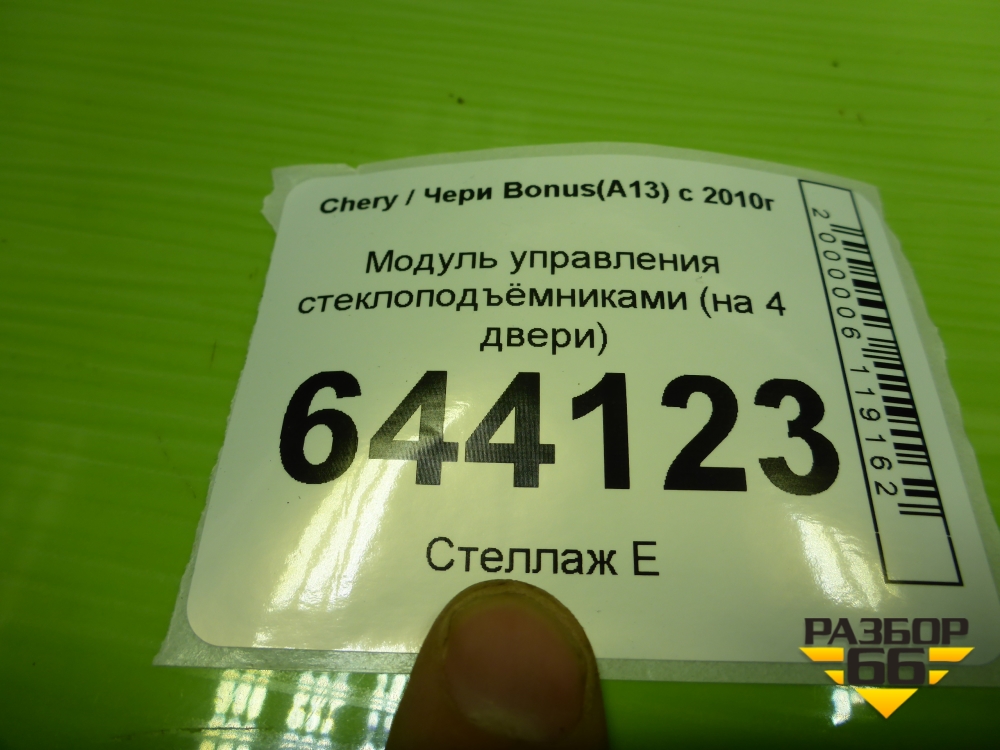 Chery / Чери Bonus(A13) с 2010г
Модуль управления
стеклоподъёмниками (на 4
двери)
644123
Стеллаж Е
2000006119162
РАЗБОР
66